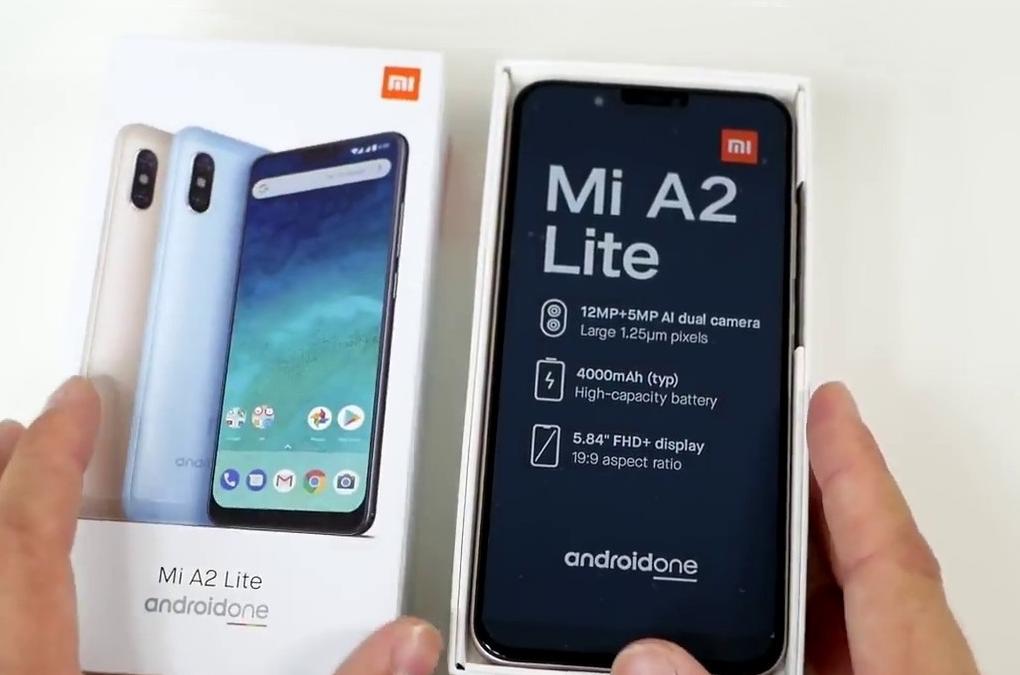 mi
Mi A2 Lite
androidone
mi
Mi A2
Lite
12MP+5MP AI dual camera
Large 1.25μm pixels
4000mAh (typ)
High-capacity battery
5.84" FHD+ display
19:9 aspect ratio
androidone